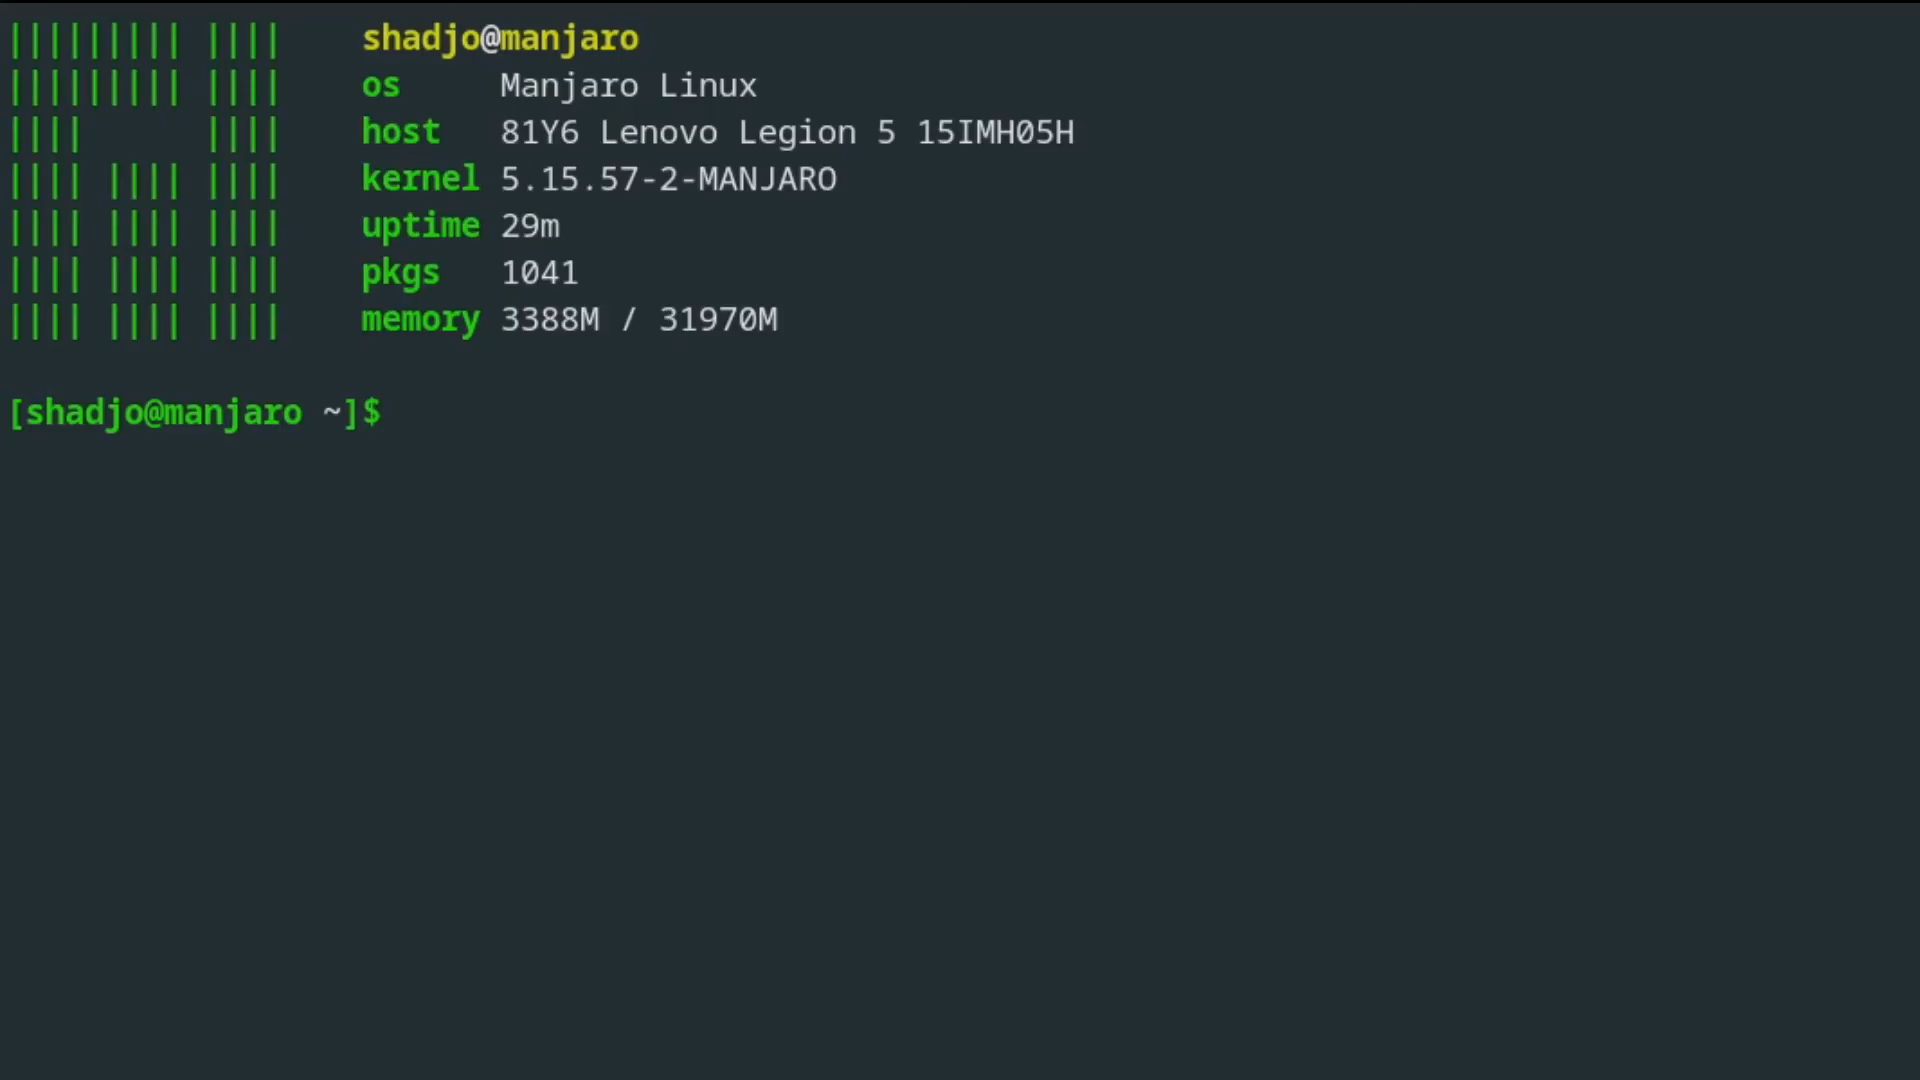 ||||||||| |||| shadjo@manjaro
||||||||| |||| os Manjaro Linux
|||| |||| host 81Y6 Lenovo Legion 5 15IMH05H
|||| |||| |||| kernel 5.15.57-2-MANJARO
|||| |||| |||| uptime 29m
|||| |||| |||| pkgs 1041
|||| |||| |||| memory 3388M / 31970M
[shadjo@manjaro ~]$